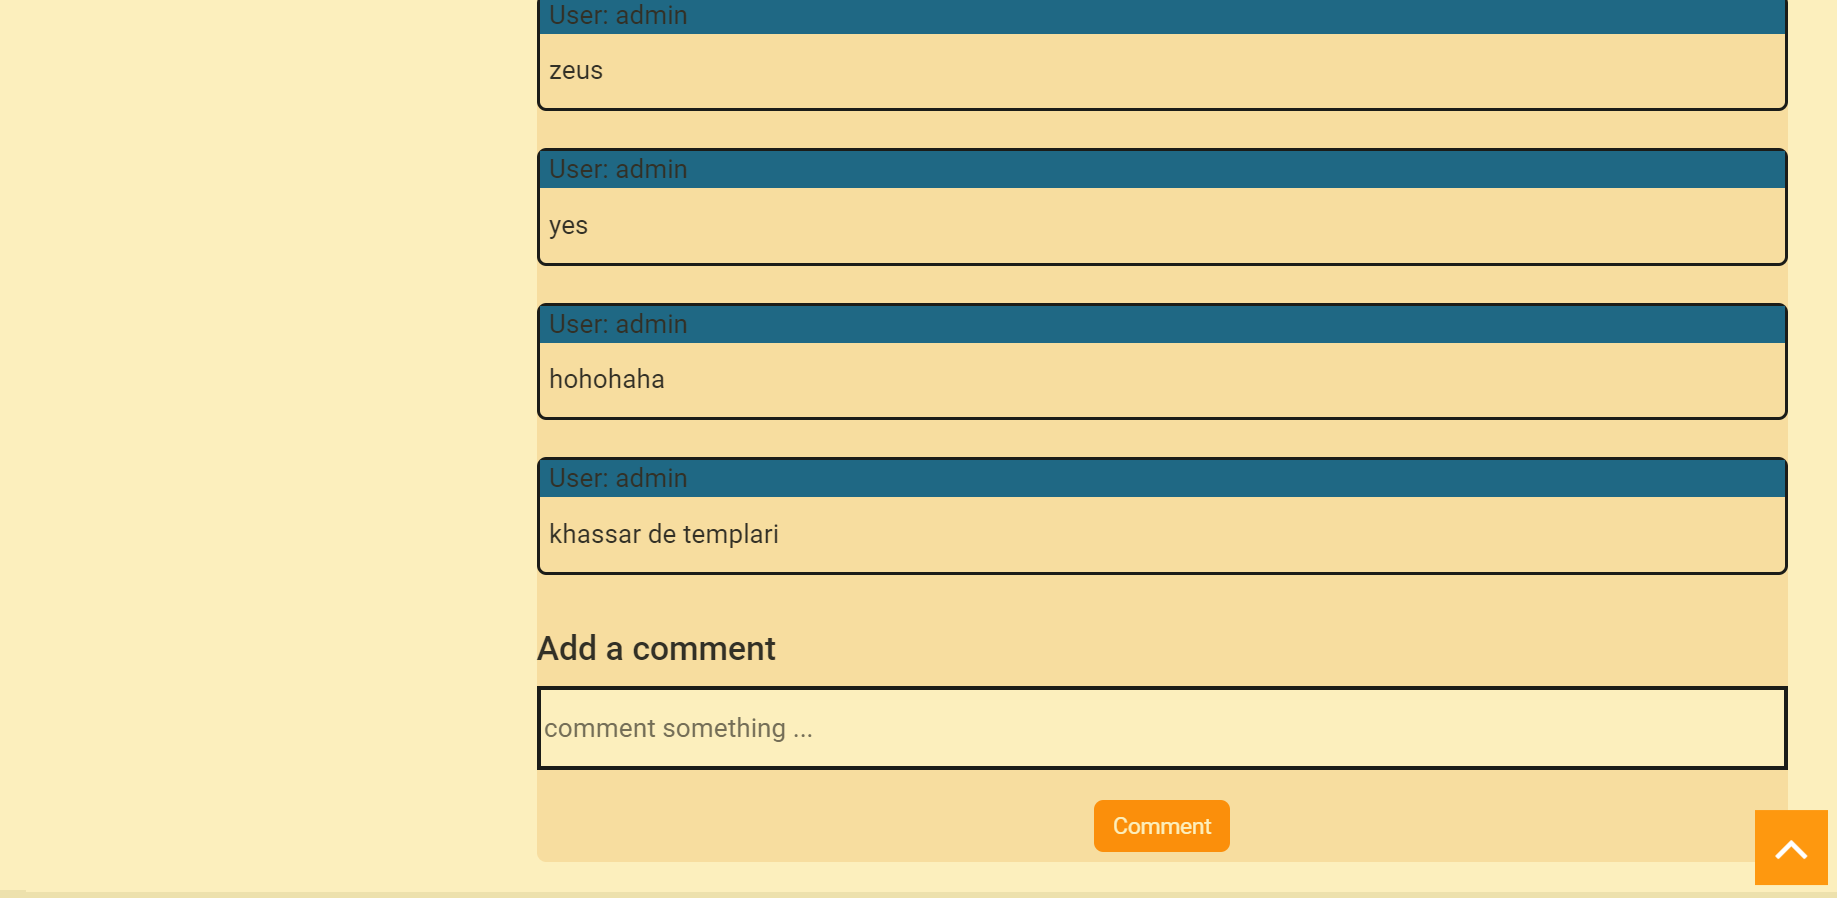 User: admin
zeus
User: admin
yes
User: admin
hohohaha
User: admin
khassar de templari
Add a comment
comment something ...
Comment